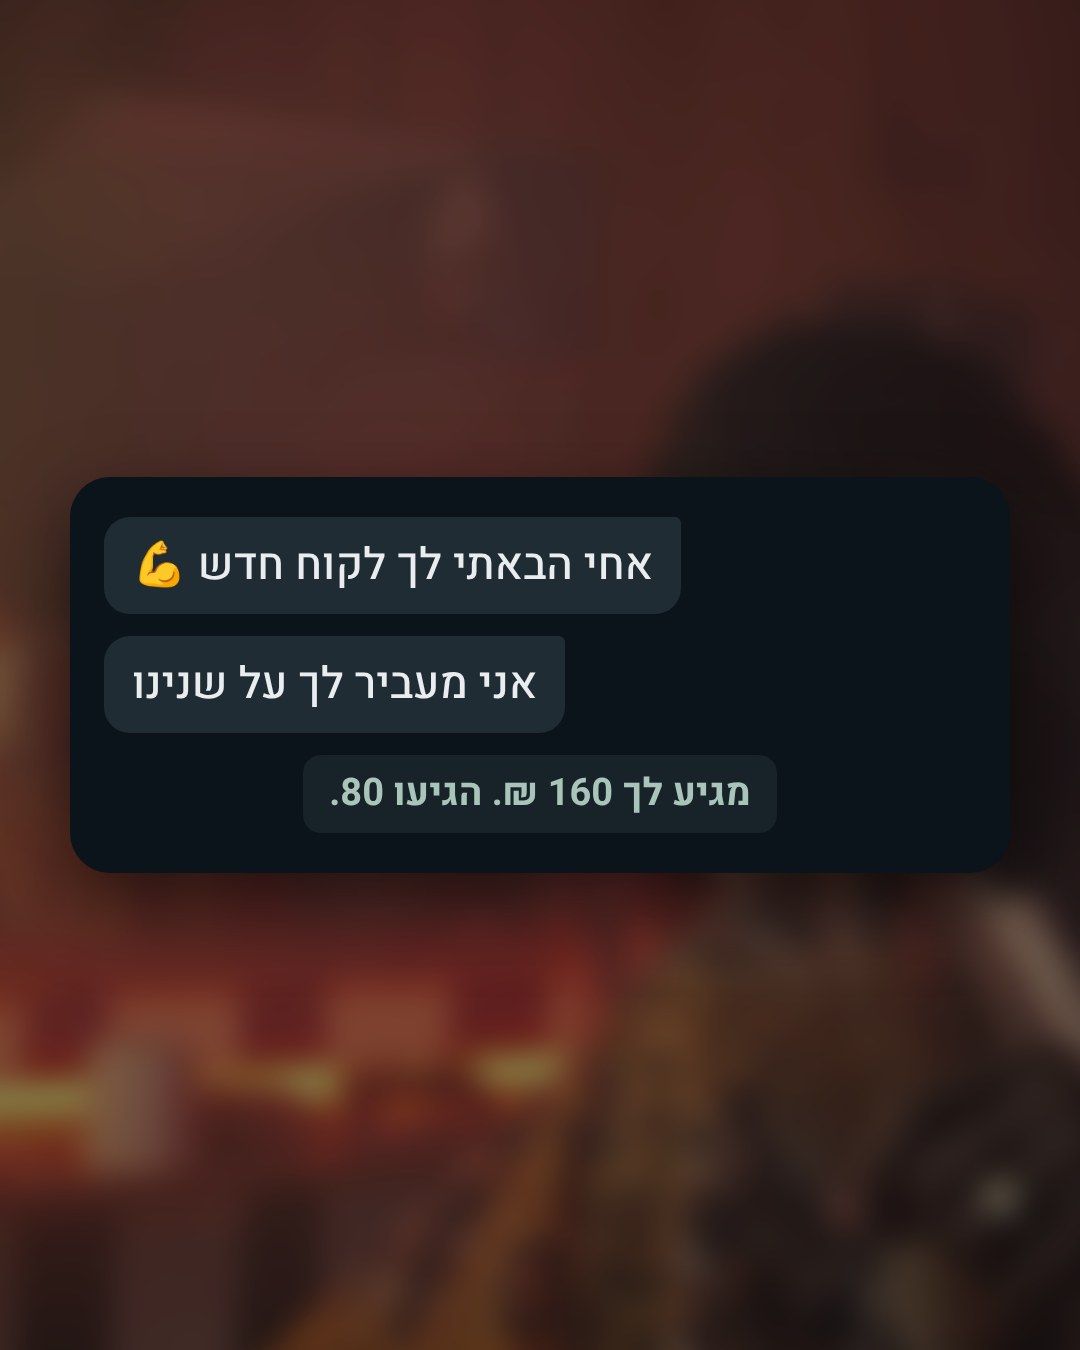 אחי הבאתי לך לקוח חדש 💪
אני מעביר לך על שנינו
מגיע לך 160 ₪. הגיעו 80.